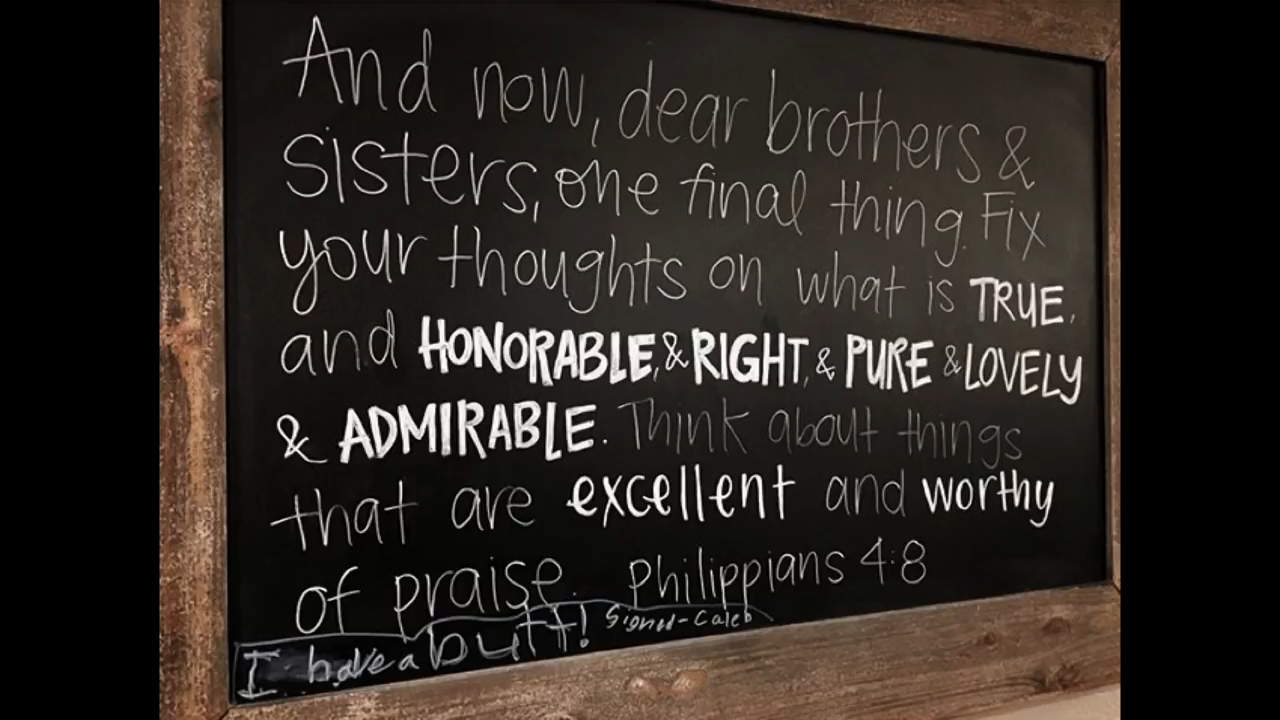 And now, dear brothers &
Sisters, one final thing. Fix
your thoughts on what is TRUE,
and HONORABLE, & RIGHT, & PURE & LOVELY
& ADMIRABLE. Think about things
that are excellent and worthy
of praise. Philippians 4:8
I have a butt! Signed-Caleb